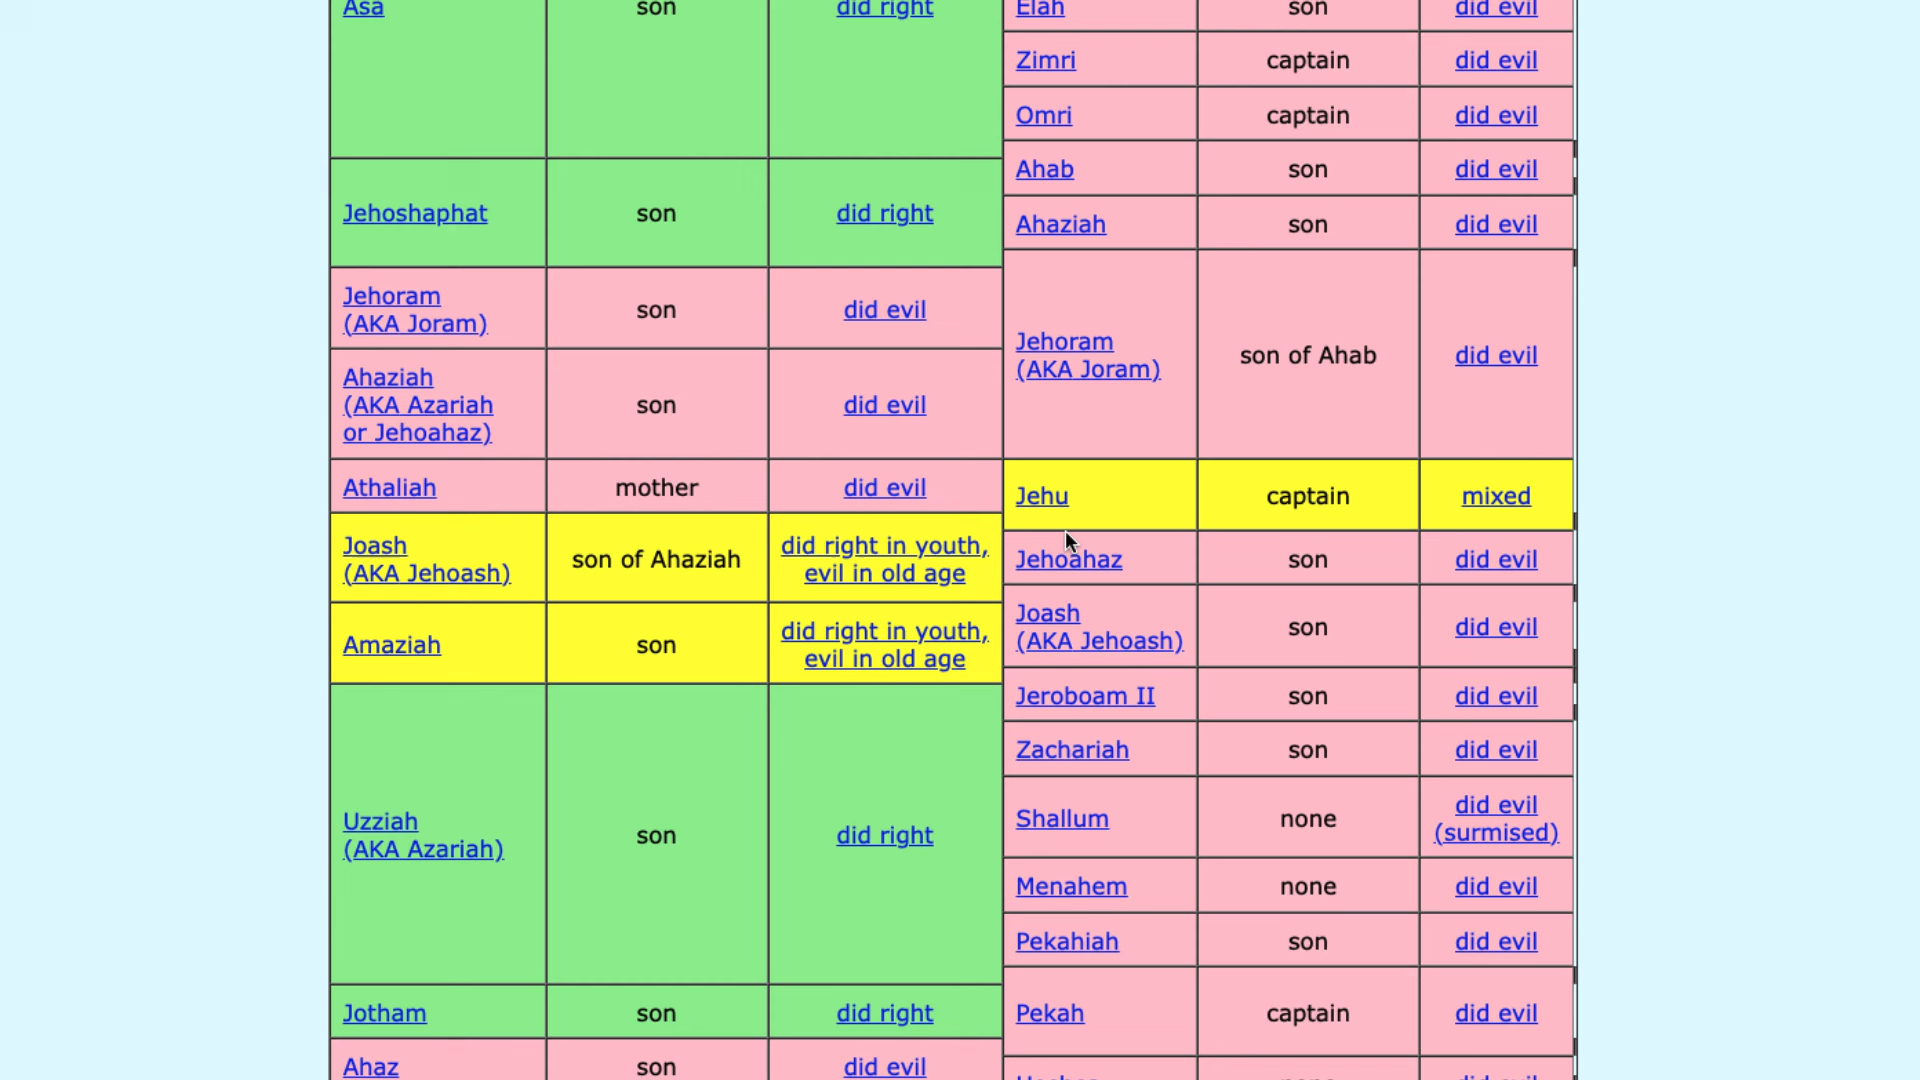 Asa son did right
Jehoshaphat son did right
Jehoram
(AKA Joram) son did evil
Ahaziah
(AKA Azariah
or Jehoahaz) son did evil
Athaliah mother did evil
Joash
(AKA Jehoash) son of Ahaziah did right in youth,
evil in old age
Amaziah son did right in youth,
evil in old age
Uzziah
(AKA Azariah) son did right
Jotham son did right
Ahaz son did evil
Elah son did evil
Zimri captain did evil
Omri captain did evil
Ahab son did evil
Ahaziah son did evil
Jehoram
(AKA Joram) son of Ahab did evil
Jehu captain mixed
Jehoahaz son did evil
Joash
(AKA Jehoash) son did evil
Jeroboam II son did evil
Zachariah son did evil
Shallum none did evil
(surmised)
Menahem none did evil
Pekahiah son did evil
Pekah captain did evil